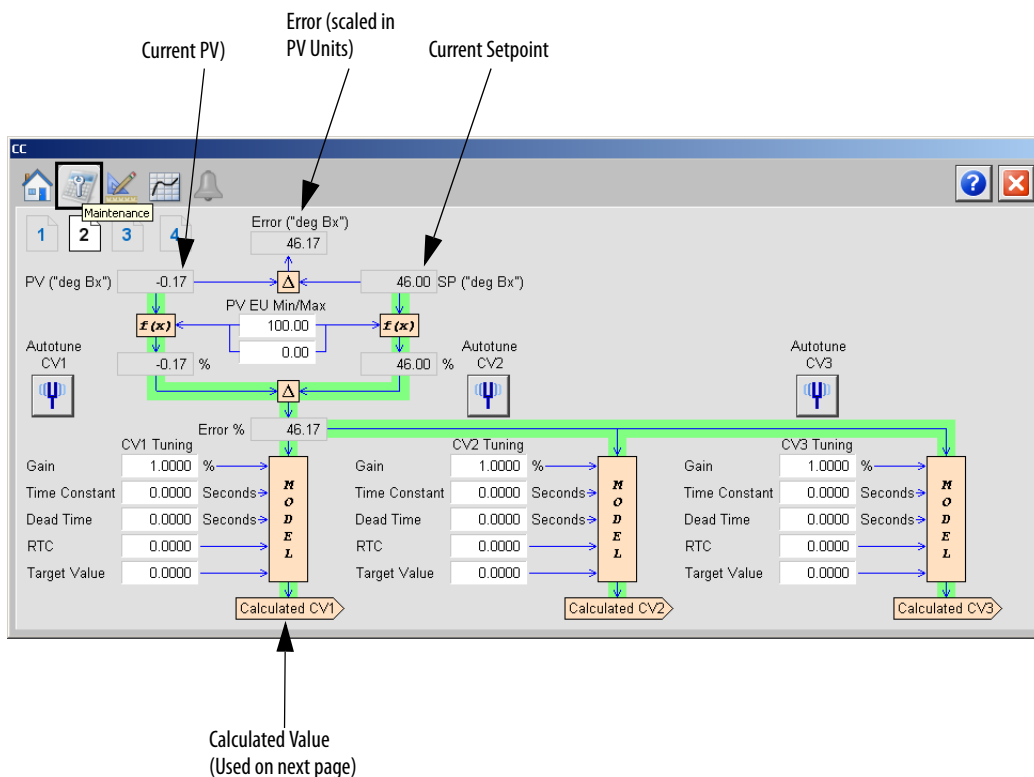 Error (scaled in
PV Units)
Current PV)
Current Setpoint
CC
Maintenance
1 2 3 4
Error ("deg Bx")
46.17
PV ("deg Bx") -0.17 Δ 46.00 SP ("deg Bx")
PV EU Min/Max
f(x) 100.00 f(x)
0.00
-0.17 % 46.00 %
Autotune
CV1
Autotune
CV2
Autotune
CV3
Δ
Error % 46.17
CV1 Tuning
Gain 1.0000 %
Time Constant 0.0000 Seconds
Dead Time 0.0000 Seconds
RTC 0.0000
Target Value 0.0000
MODEL
Calculated CV1
CV2 Tuning
Gain 1.0000 %
Time Constant 0.0000 Seconds
Dead Time 0.0000 Seconds
RTC 0.0000
Target Value 0.0000
MODEL
Calculated CV2
CV3 Tuning
Gain 1.0000 %
Time Constant 0.0000 Seconds
Dead Time 0.0000 Seconds
RTC 0.0000
Target Value 0.0000
MODEL
Calculated CV3
Calculated Value
(Used on next page)